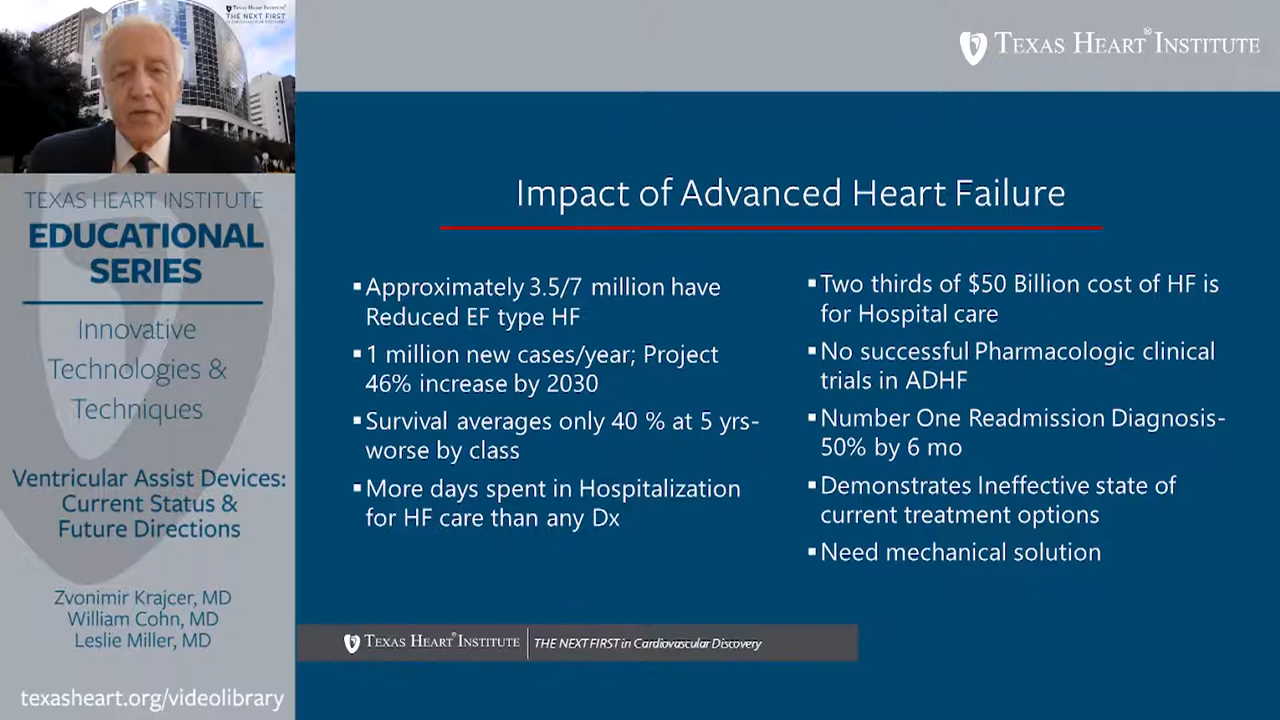 TEXAS HEART INSTITUTE
THE NEXT FIRST
TEXAS HEART® INSTITUTE
TEXAS HEART INSTITUTE
EDUCATIONAL
SERIES
Innovative
Technologies &
Techniques
Ventricular Assist Devices:
Current Status &
Future Directions
Zvonimir Krajcer, MD
William Cohn, MD
Leslie Miller, MD
texasheart.org/videolibrary
Impact of Advanced Heart Failure
▪Approximately 3.5/7 million have
Reduced EF type HF
▪1 million new cases/year; Project
46% increase by 2030
▪Survival averages only 40 % at 5 yrs-
worse by class
▪More days spent in Hospitalization
for HF care than any Dx
▪Two thirds of $50 Billion cost of HF is
for Hospital care
▪No successful Pharmacologic clinical
trials in ADHF
▪Number One Readmission Diagnosis-
50% by 6 mo
▪Demonstrates Ineffective state of
current treatment options
▪Need mechanical solution
TEXAS HEART® INSTITUTE
THE NEXT FIRST in Cardiovascular Discovery